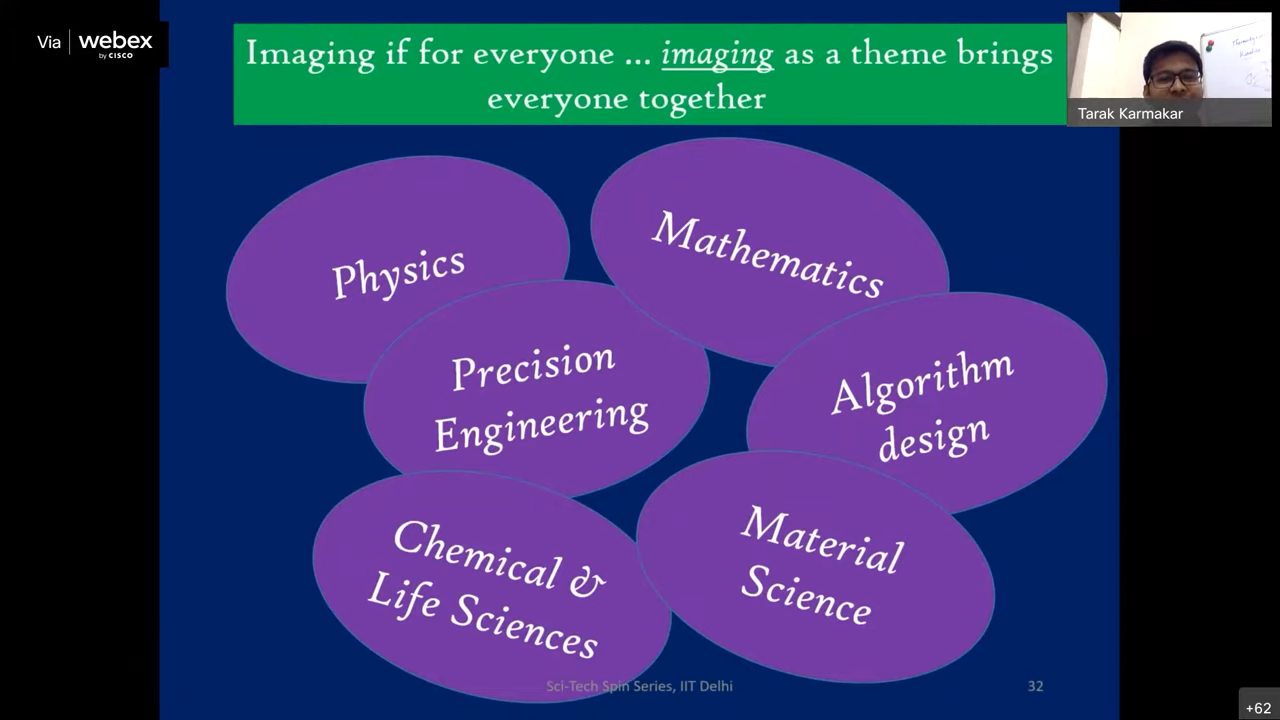 Via webex
by CISCO
Imaging if for everyone ... imaging as a theme brings
everyone together
Tarak Karmakar
Physics
Mathematics
Precision
Engineering
Algorithm
design
Chemical &
Life Sciences
Material
Science
Sci-Tech Spin Series, IIT Delhi
32
+62